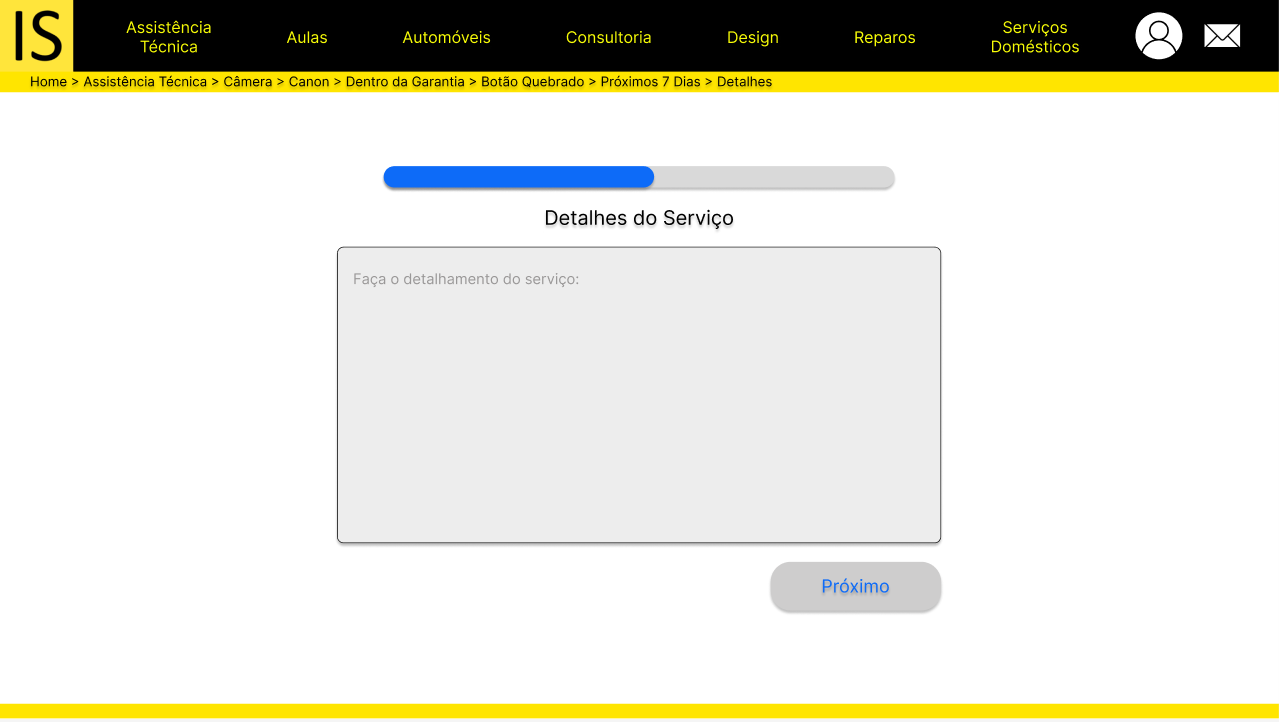 IS
Assistência
Técnica
Aulas
Automóveis
Consultoria
Design
Reparos
Serviços
Domésticos
Home > Assistência Técnica > Câmera > Canon > Dentro da Garantia > Botão Quebrado > Próximos 7 Dias > Detalhes
Detalhes do Serviço
Faça o detalhamento do serviço:
Próximo